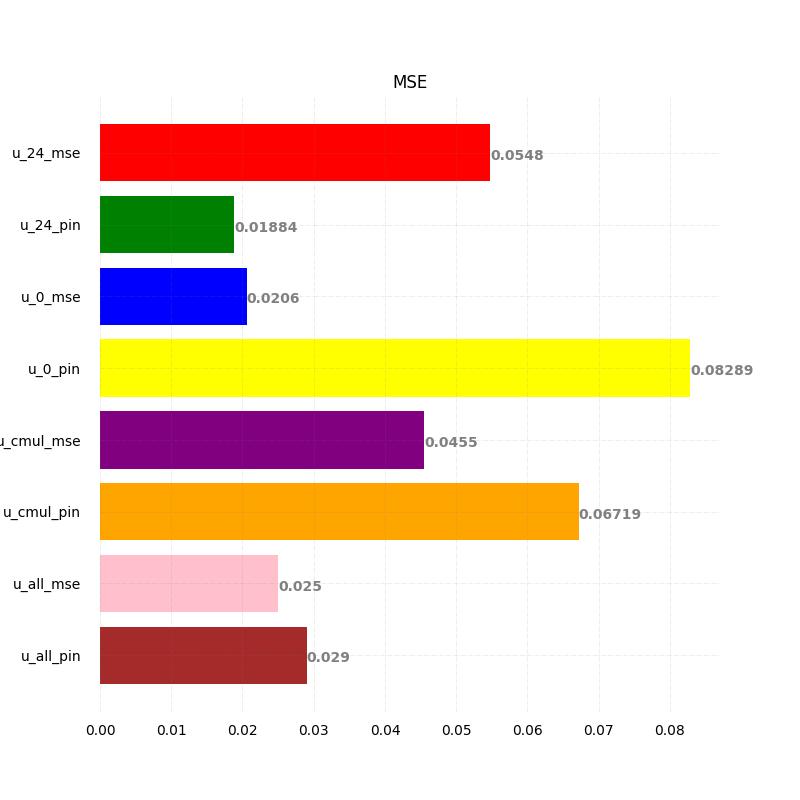 MSE
u_24_mse 0.0548
u_24_pin 0.01884
u_0_mse 0.0206
u_0_pin 0.08289
u_cmul_mse 0.0455
u_cmul_pin 0.06719
u_all_mse 0.025
u_all_pin 0.029
0.00 0.01 0.02 0.03 0.04 0.05 0.06 0.07 0.08